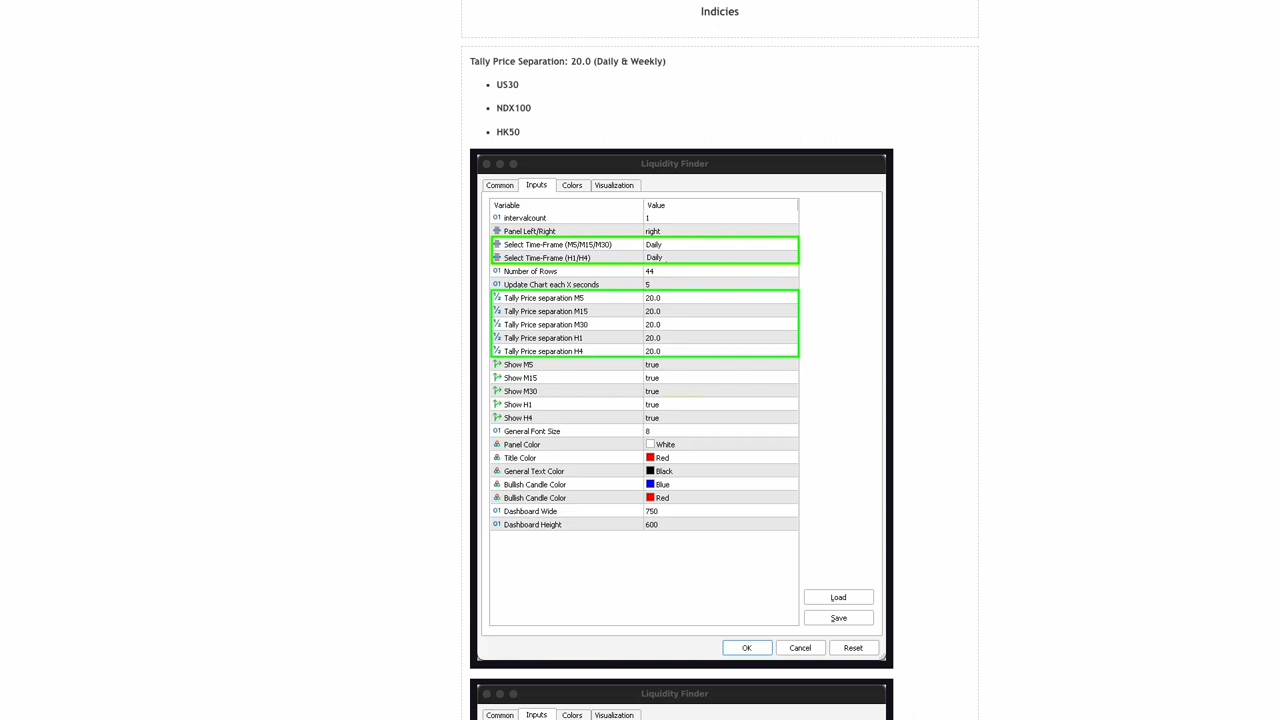 Indicies
Tally Price Separation: 20.0 (Daily & Weekly)
▪ US30
▪ NDX100
▪ HK50
Liquidity Finder
Common Inputs Colors Visualization
Variable Value
intervalcount 1
Panel Left/Right right
Select Time-Frame (M5/M15/M30) Daily
Select Time-Frame (H1/H4) Daily
Number of Rows 44
Update Chart each X seconds 5
Tally Price separation M5 20.0
Tally Price separation M15 20.0
Tally Price separation M30 20.0
Tally Price separation H1 20.0
Tally Price separation H4 20.0
Show M5 true
Show M15 true
Show M30 true
Show H1 true
Show H4 true
General Font Size 8
Panel Color White
Title Color Red
General Text Color Black
Bullish Candle Color Blue
Bullish Candle Color Red
Dashboard Wide 750
Dashboard Height 600
Load
Save
OK Cancel Reset
Liquidity Finder
Common Inputs Colors Visualization